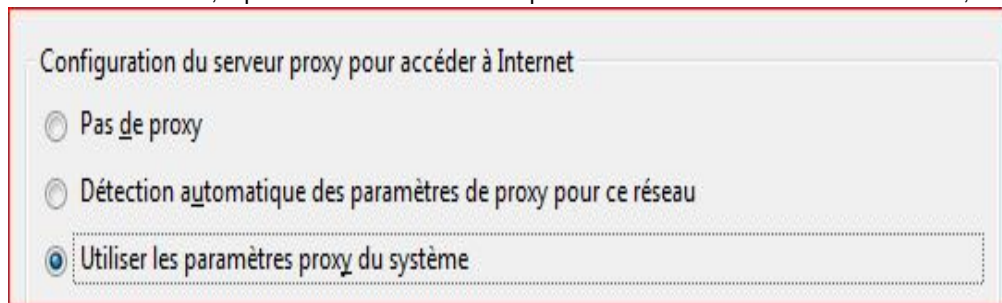 Configuration du serveur proxy pour accéder à Internet
Pas de proxy
Détection automatique des paramètres de proxy pour ce réseau
Utiliser les paramètres proxy du système